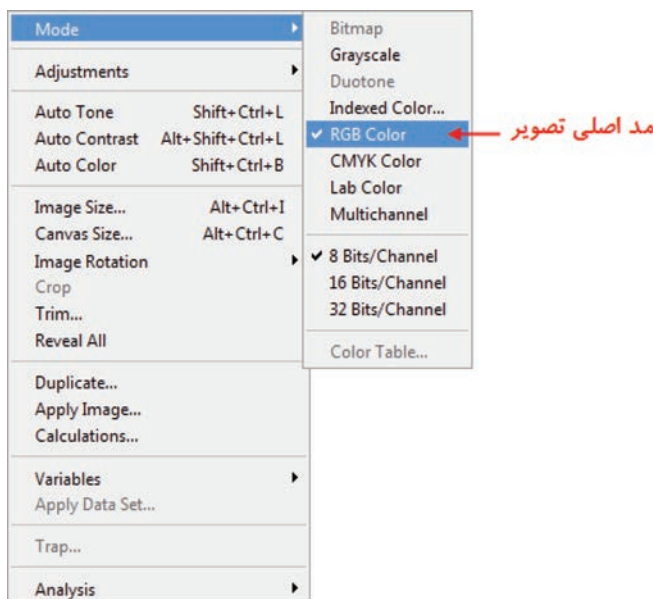 Mode
Adjustments
Auto Tone Shift+Ctrl+L
Auto Contrast Alt+Shift+Ctrl+L
Auto Color Shift+Ctrl+B
Image Size... Alt+Ctrl+I
Canvas Size... Alt+Ctrl+C
Image Rotation
Crop
Trim...
Reveal All
Duplicate...
Apply Image...
Calculations...
Variables
Apply Data Set...
Trap...
Analysis
Bitmap
Grayscale
Duotone
Indexed Color...
RGB Color
CMYK Color
Lab Color
Multichannel
8 Bits/Channel
16 Bits/Channel
32 Bits/Channel
Color Table...
مد اصلی تصویر